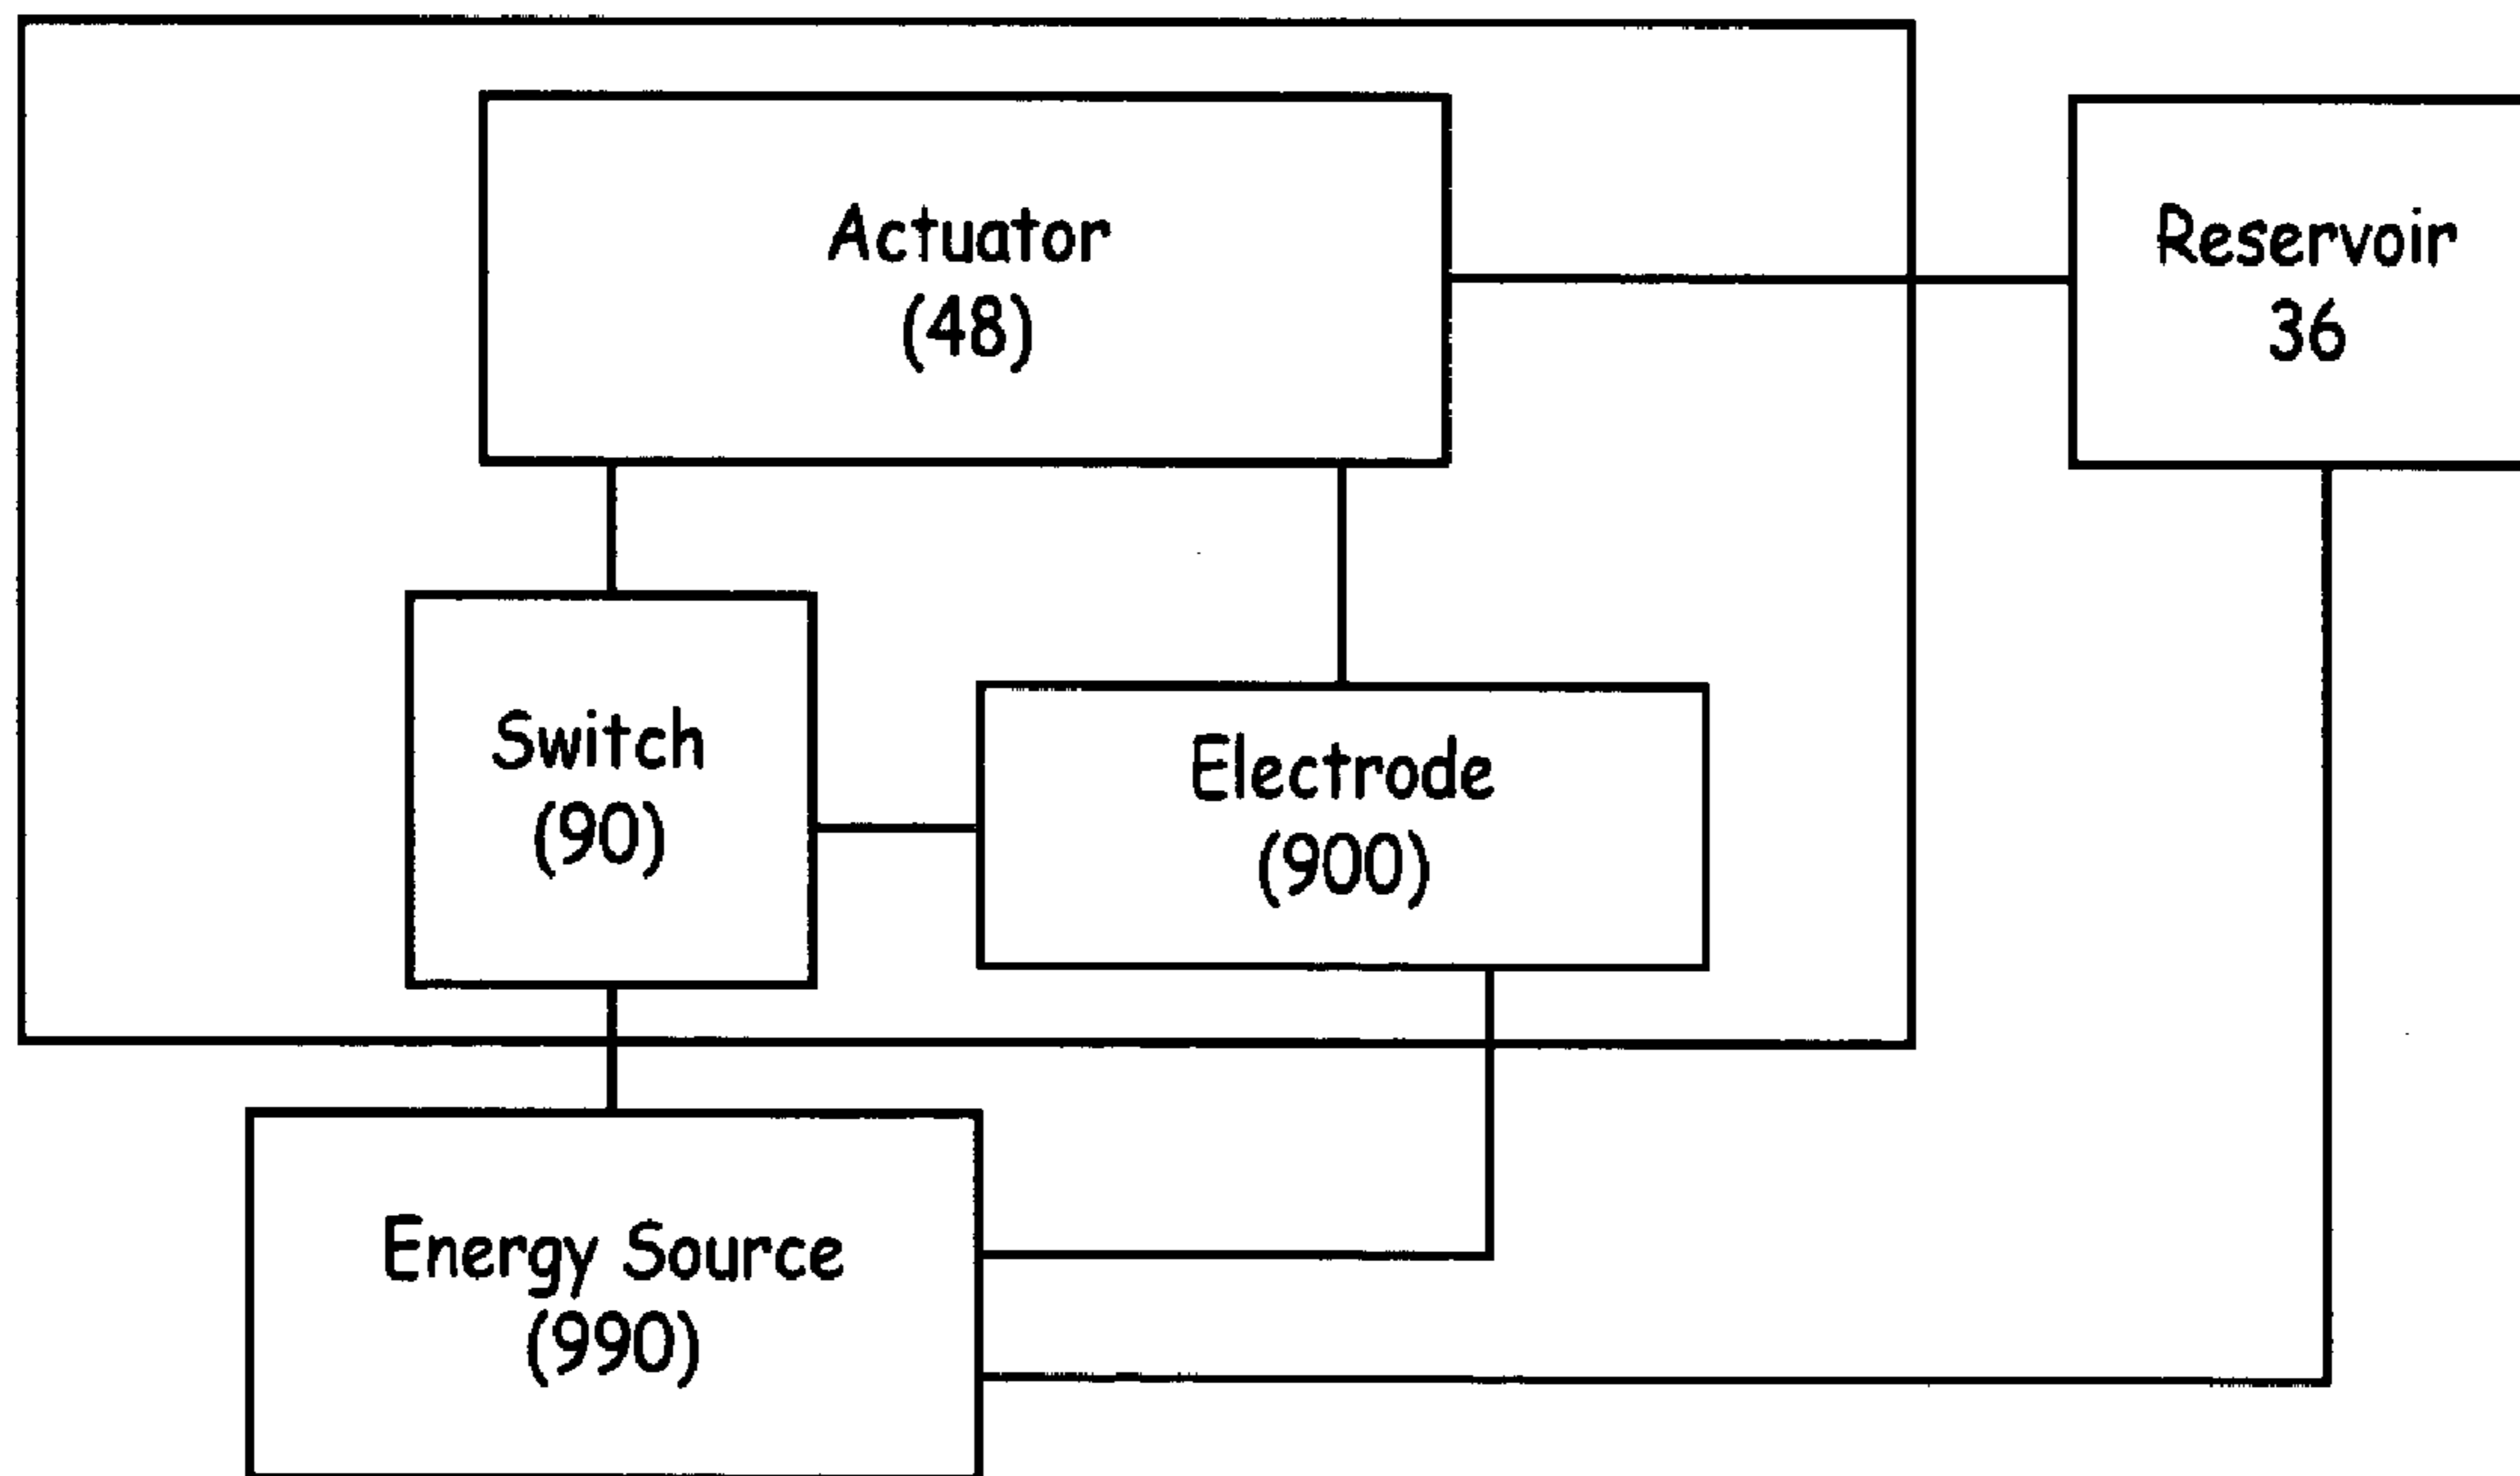 Actuator
(48)
Reservoir
36
Switch
(90)
Electrode
(900)
Energy Source
(990)